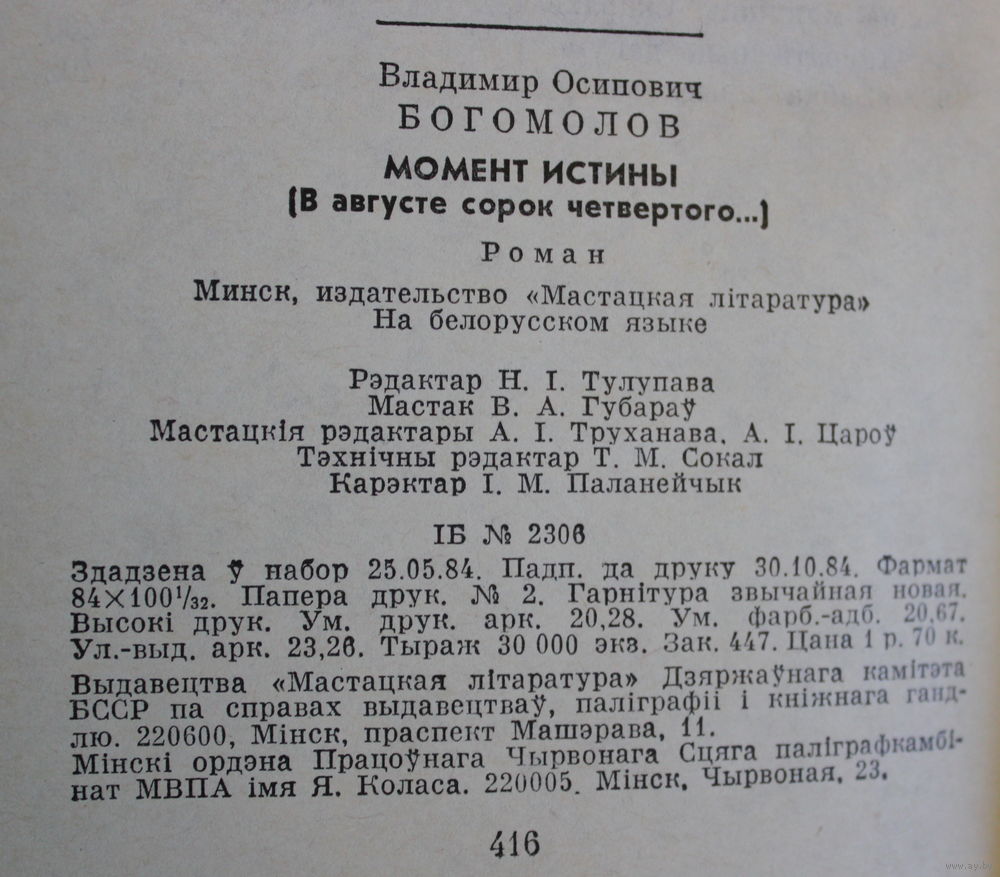 Владимир Осипович
БОГОМОЛОВ
МОМЕНТ ИСТИНЫ
(В августе сорок четвертого...)
Роман
Минск, издательство «Мастацкая літаратура»
На белорусском языке
Рэдактар Н. І. Тулупава
Мастак В. А. Губараў
Мастацкія рэдактары А. І. Труханава, А. І. Цароў
Тэхнічны рэдактар Т. М. Сокал
Карэктар І. М. Паланейчык
ІБ № 2306
Здадзена ў набор 25.05.84. Падп. да друку 30.10.84. Фармат
84×100¹/₃₂. Папера друк. № 2. Гарнітура звычайная новая.
Высокі друк. Ум. друк. арк. 20,28. Ум. фарб.-адб. 20,67.
Ул.-выд. арк. 23,26. Тыраж 30 000 экз. Зак. 447. Цана 1 р. 70 к.
Выдавецтва «Мастацкая літаратура» Дзяржаўнага камітэта
БССР па справах выдавецтваў, паліграфіі і кніжнага ганд-
лю. 220600, Мінск, праспект Машэрава, 11.
Мінскі ордэна Працоўнага Чырвонага Сцяга паліграфкамбі-
нат МВПА імя Я. Коласа. 220005. Мінск, Чырвоная, 23.
416
www.ay.by